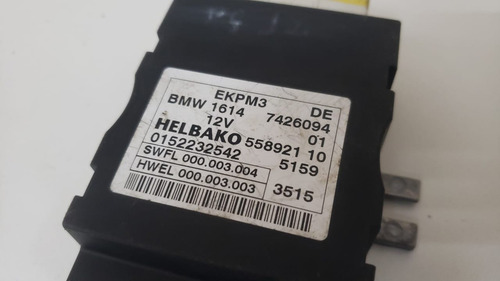 EKPM3 DE
BMW 1614 7426094
12V 01
HELBAKO 558921 10
0152232542 5159
SWFL 000.003.004
HWEL 000.003.003 3515